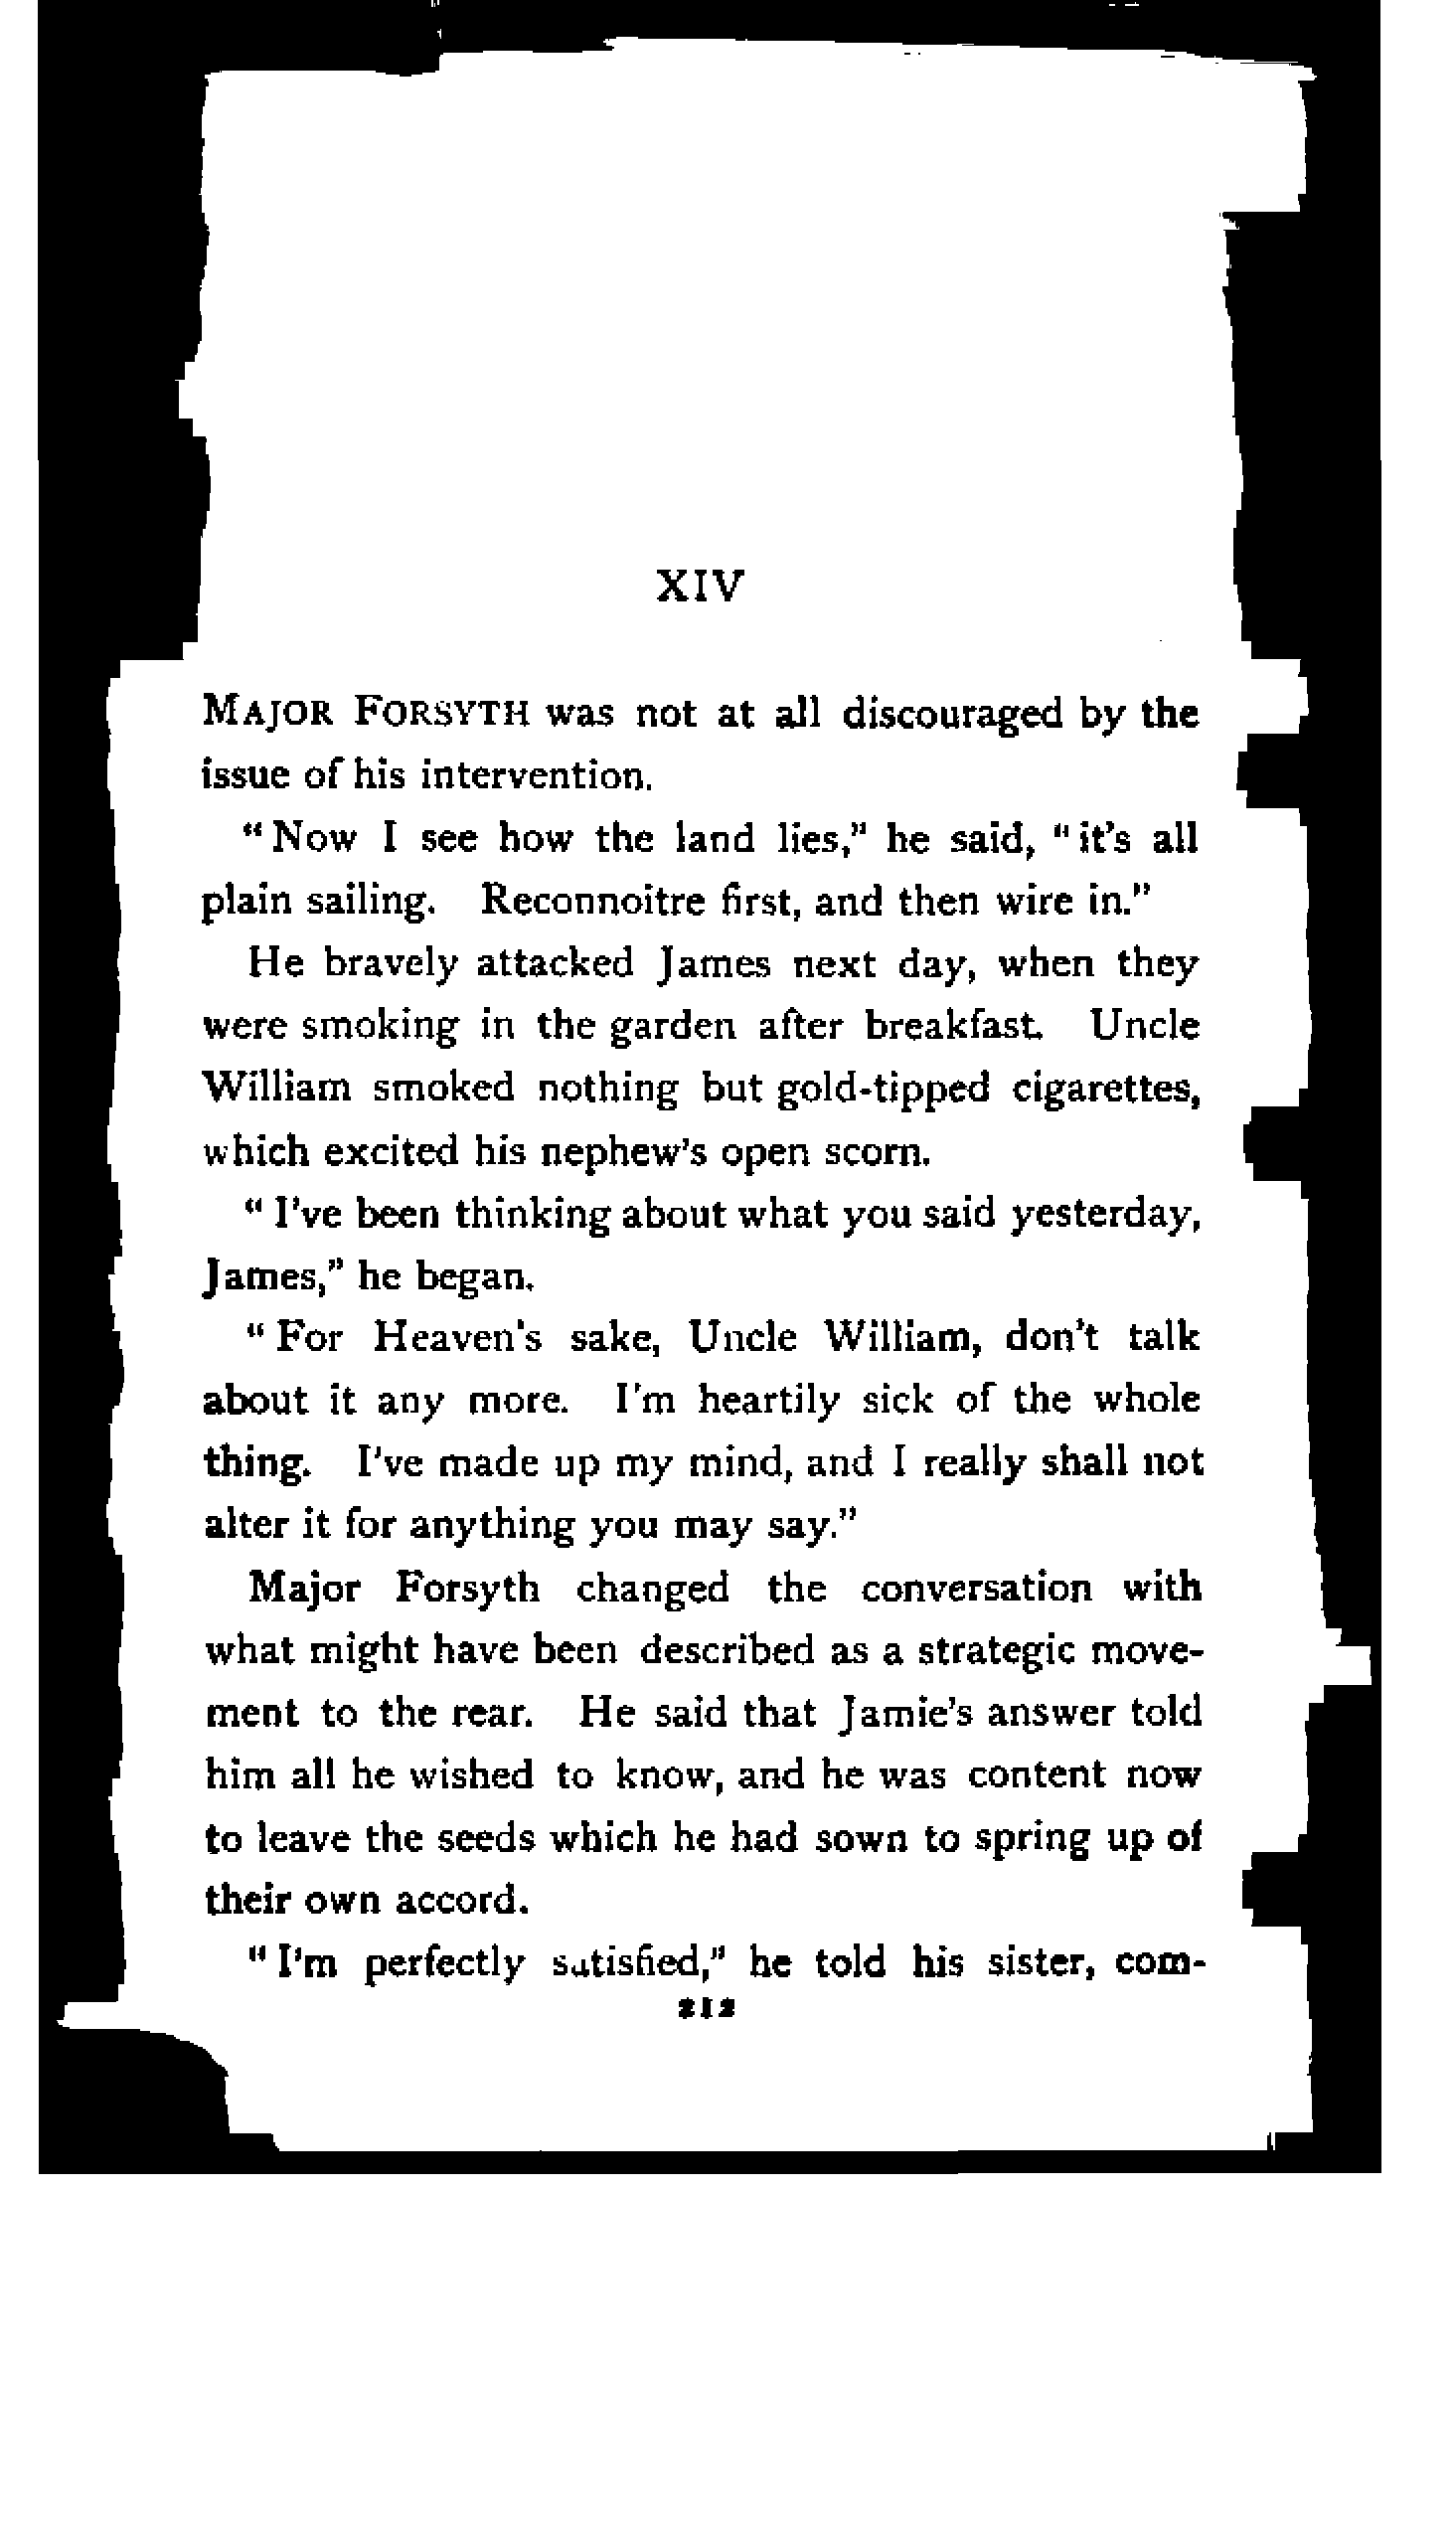 XIV
MAJOR FORSYTH was not at all discouraged by the
issue of his intervention.
“Now I see how the land lies,” he said, “it's all
plain sailing. Reconnoitre first, and then wire in.”
He bravely attacked James next day, when they
were smoking in the garden after breakfast. Uncle
William smoked nothing but gold-tipped cigarettes,
which excited his nephew's open scorn.
“I've been thinking about what you said yesterday,
James,” he began.
“For Heaven's sake, Uncle William, don't talk
about it any more. I'm heartily sick of the whole
thing. I've made up my mind, and I really shall not
alter it for anything you may say.”
Major Forsyth changed the conversation with
what might have been described as a strategic move-
ment to the rear. He said that Jamie's answer told
him all he wished to know, and he was content now
to leave the seeds which he had sown to spring up of
their own accord.
“I'm perfectly satisfied,” he told his sister, com-
212